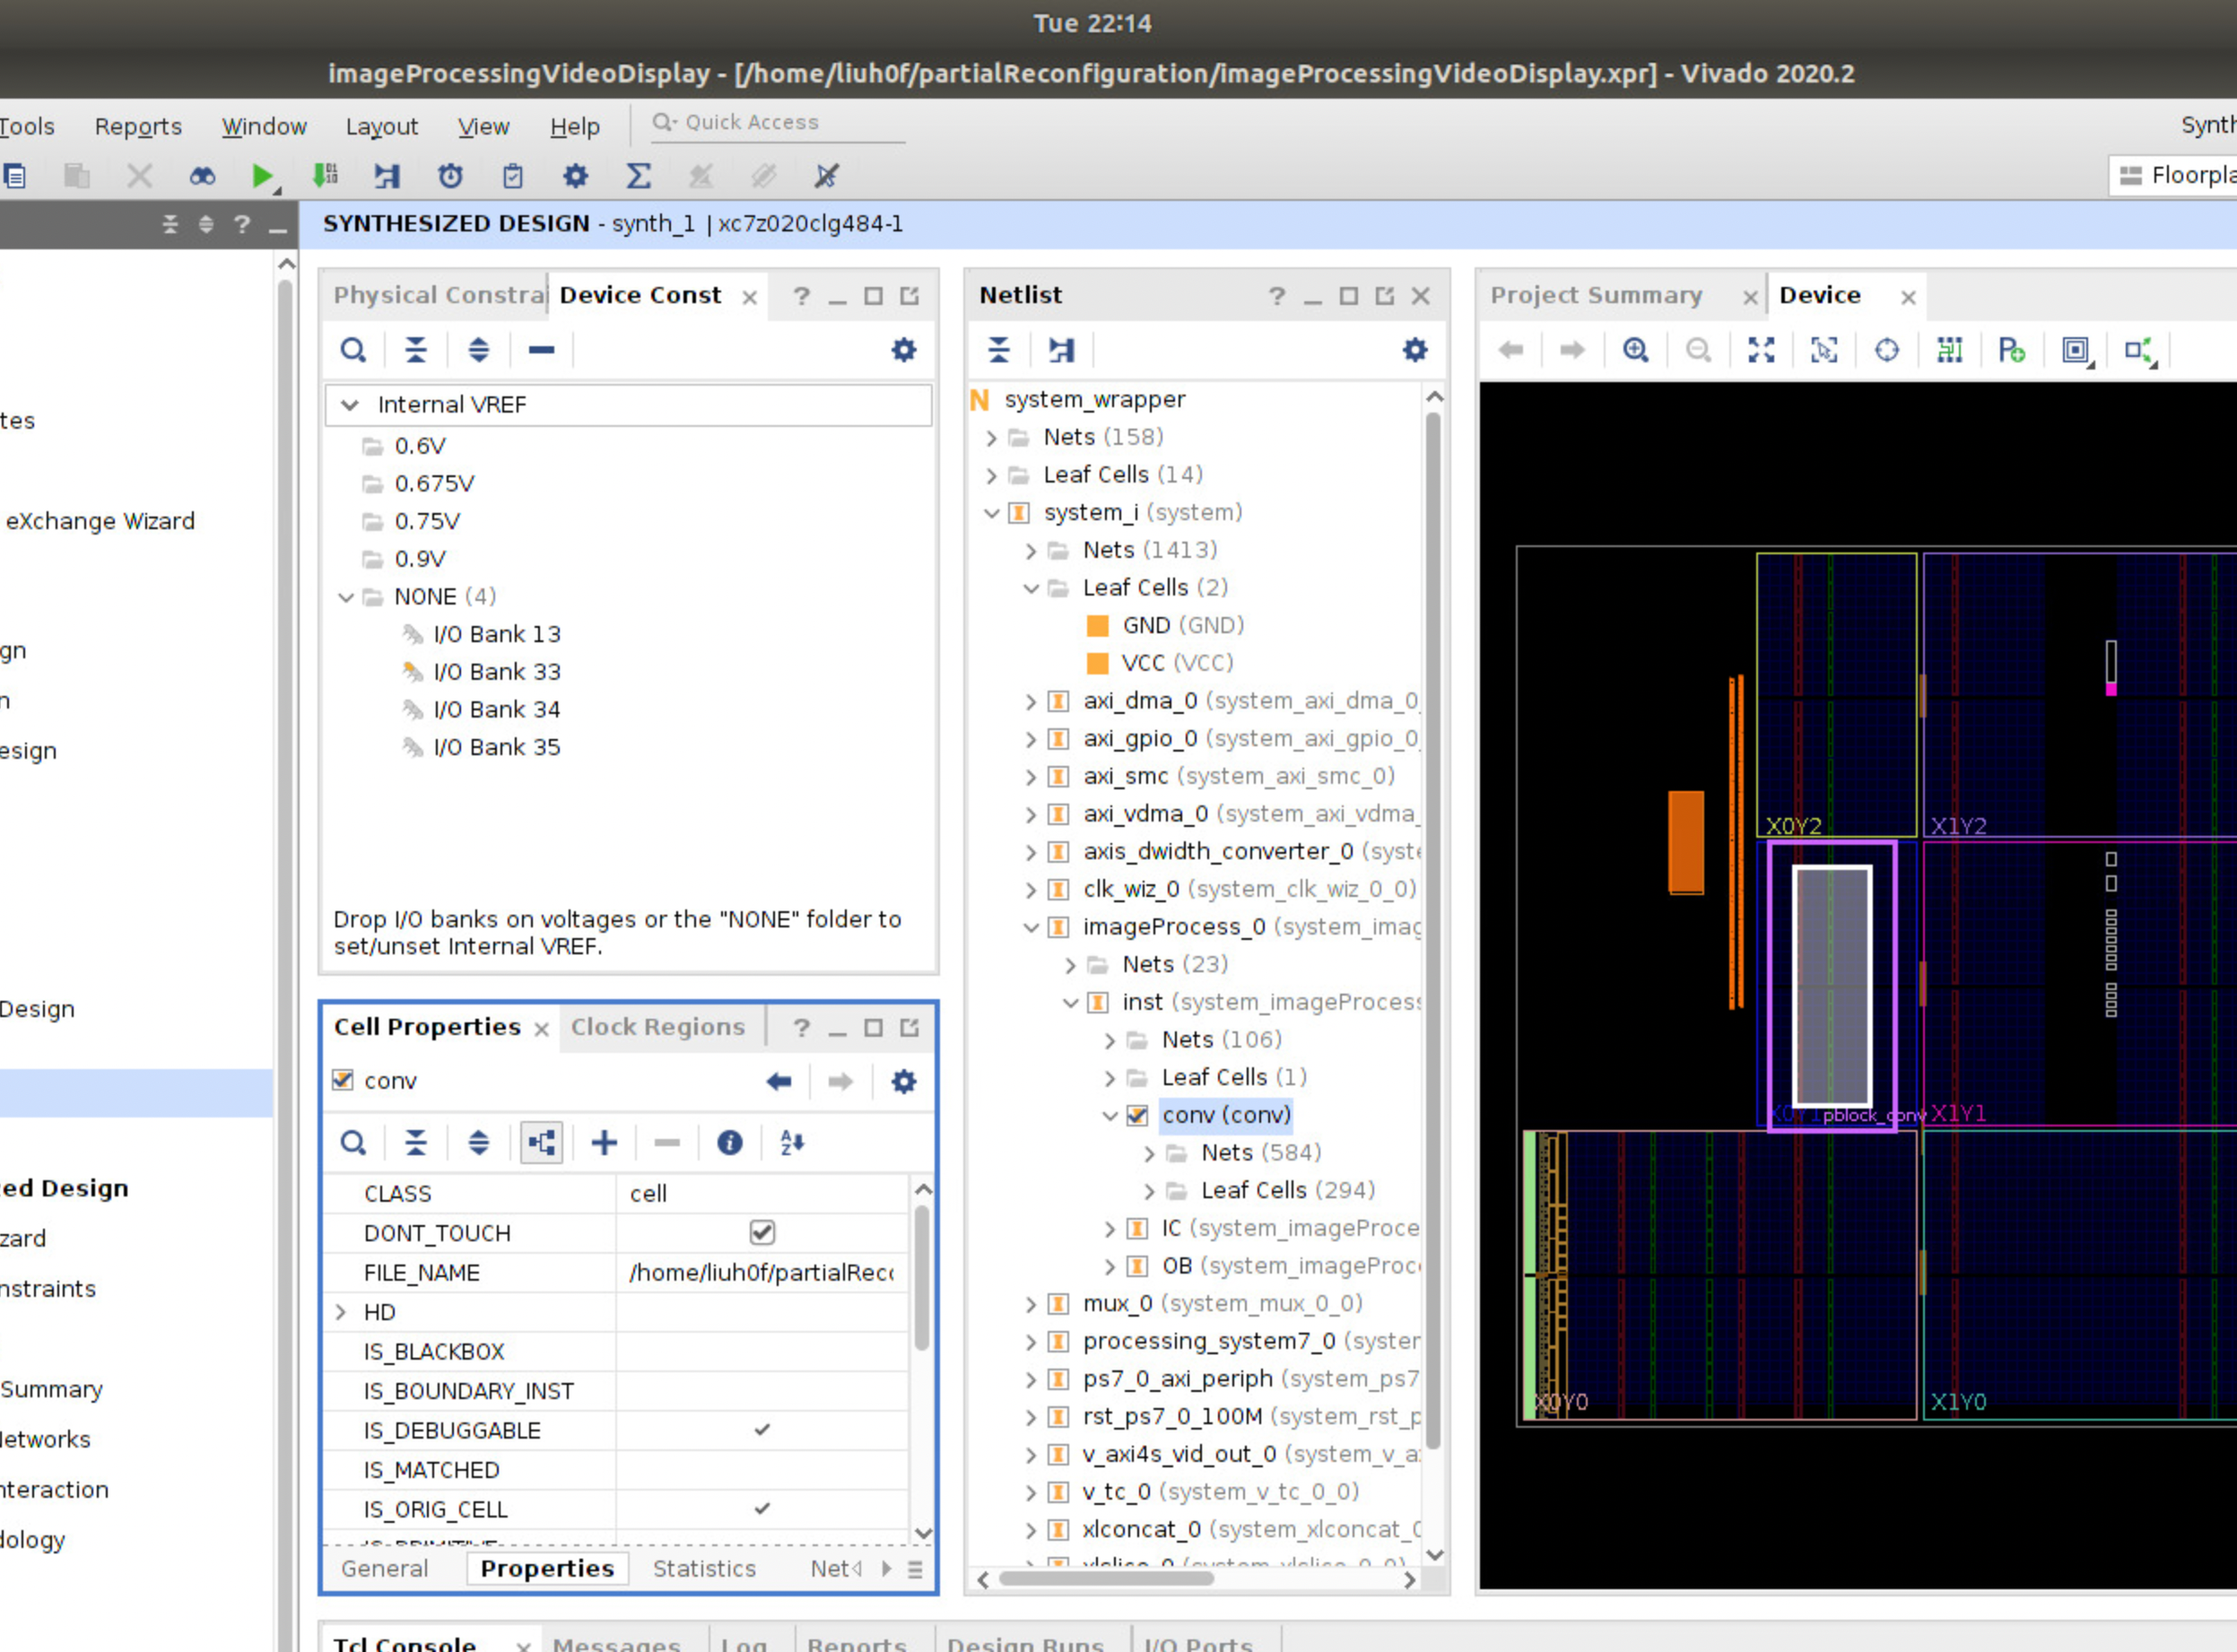 Tue 22:14
imageProcessingVideoDisplay - [/home/liuh0f/partialReconfiguration/imageProcessingVideoDisplay.xpr] - Vivado 2020.2
Tools Reports Window Layout View Help Quick Access
Synth
Floorpla
SYNTHESIZED DESIGN - synth_1 | xc7z020clg484-1
tes
eXchange Wizard
gn
n
esign
Design
ed Design
zard
nstraints
Summary
Networks
nteraction
dology
Physical Constrai Device Const
Internal VREF
0.6V
0.675V
0.75V
0.9V
NONE (4)
I/O Bank 13
I/O Bank 33
I/O Bank 34
I/O Bank 35
Drop I/O banks on voltages or the "NONE" folder to
set/unset Internal VREF.
Cell Properties Clock Regions
conv
CLASS cell
DONT_TOUCH
FILE_NAME /home/liuh0f/partialRec
HD
IS_BLACKBOX
IS_BOUNDARY_INST
IS_DEBUGGABLE
IS_MATCHED
IS_ORIG_CELL
General Properties Statistics Net
Netlist
N system_wrapper
Nets (158)
Leaf Cells (14)
system_i (system)
Nets (1413)
Leaf Cells (2)
GND (GND)
VCC (VCC)
axi_dma_0 (system_axi_dma_0
axi_gpio_0 (system_axi_gpio_0
axi_smc (system_axi_smc_0)
axi_vdma_0 (system_axi_vdma_
axis_dwidth_converter_0 (syst
clk_wiz_0 (system_clk_wiz_0_0)
imageProcess_0 (system_imag
Nets (23)
inst (system_imageProcess
Nets (106)
Leaf Cells (1)
conv (conv)
Nets (584)
Leaf Cells (294)
IC (system_imageProce
OB (system_imageProc
mux_0 (system_mux_0_0)
processing_system7_0 (system
ps7_0_axi_periph (system_ps7
rst_ps7_0_100M (system_rst_p
v_axi4s_vid_out_0 (system_v_a
v_tc_0 (system_v_tc_0_0)
xlconcat_0 (system_xlconcat_0
Project Summary Device
X0Y2 X1Y2
X0Y1 pblock_conv X1Y1
X0Y0 X1Y0
Tcl Console Messages Log Reports Design Runs I/O Ports